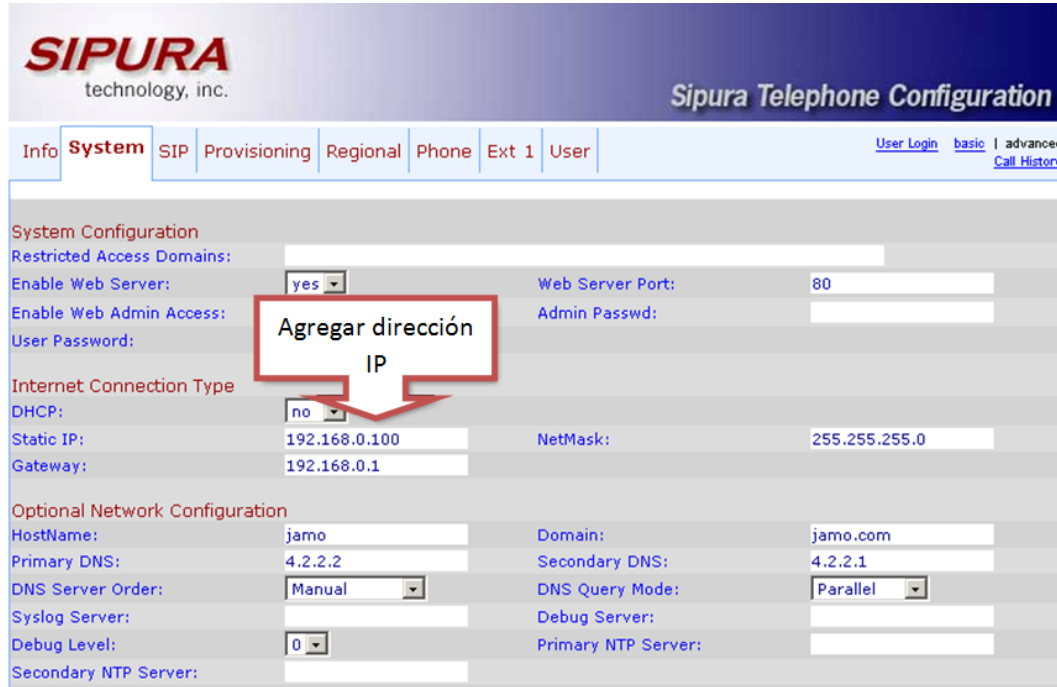 SIPURA
technology, inc.
Sipura Telephone Configuration
Info System SIP Provisioning Regional Phone Ext 1 User User Login basic | advanced
Call History
System Configuration
Restricted Access Domains:
Enable Web Server: yes Web Server Port: 80
Enable Web Admin Access: Admin Passwd:
Agregar dirección
IP
User Password:
Internet Connection Type
DHCP: no
Static IP: 192.168.0.100 NetMask: 255.255.255.0
Gateway: 192.168.0.1
Optional Network Configuration
HostName: jamo Domain: jamo.com
Primary DNS: 4.2.2.2 Secondary DNS: 4.2.2.1
DNS Server Order: Manual DNS Query Mode: Parallel
Syslog Server: Debug Server:
Debug Level: 0 Primary NTP Server:
Secondary NTP Server: